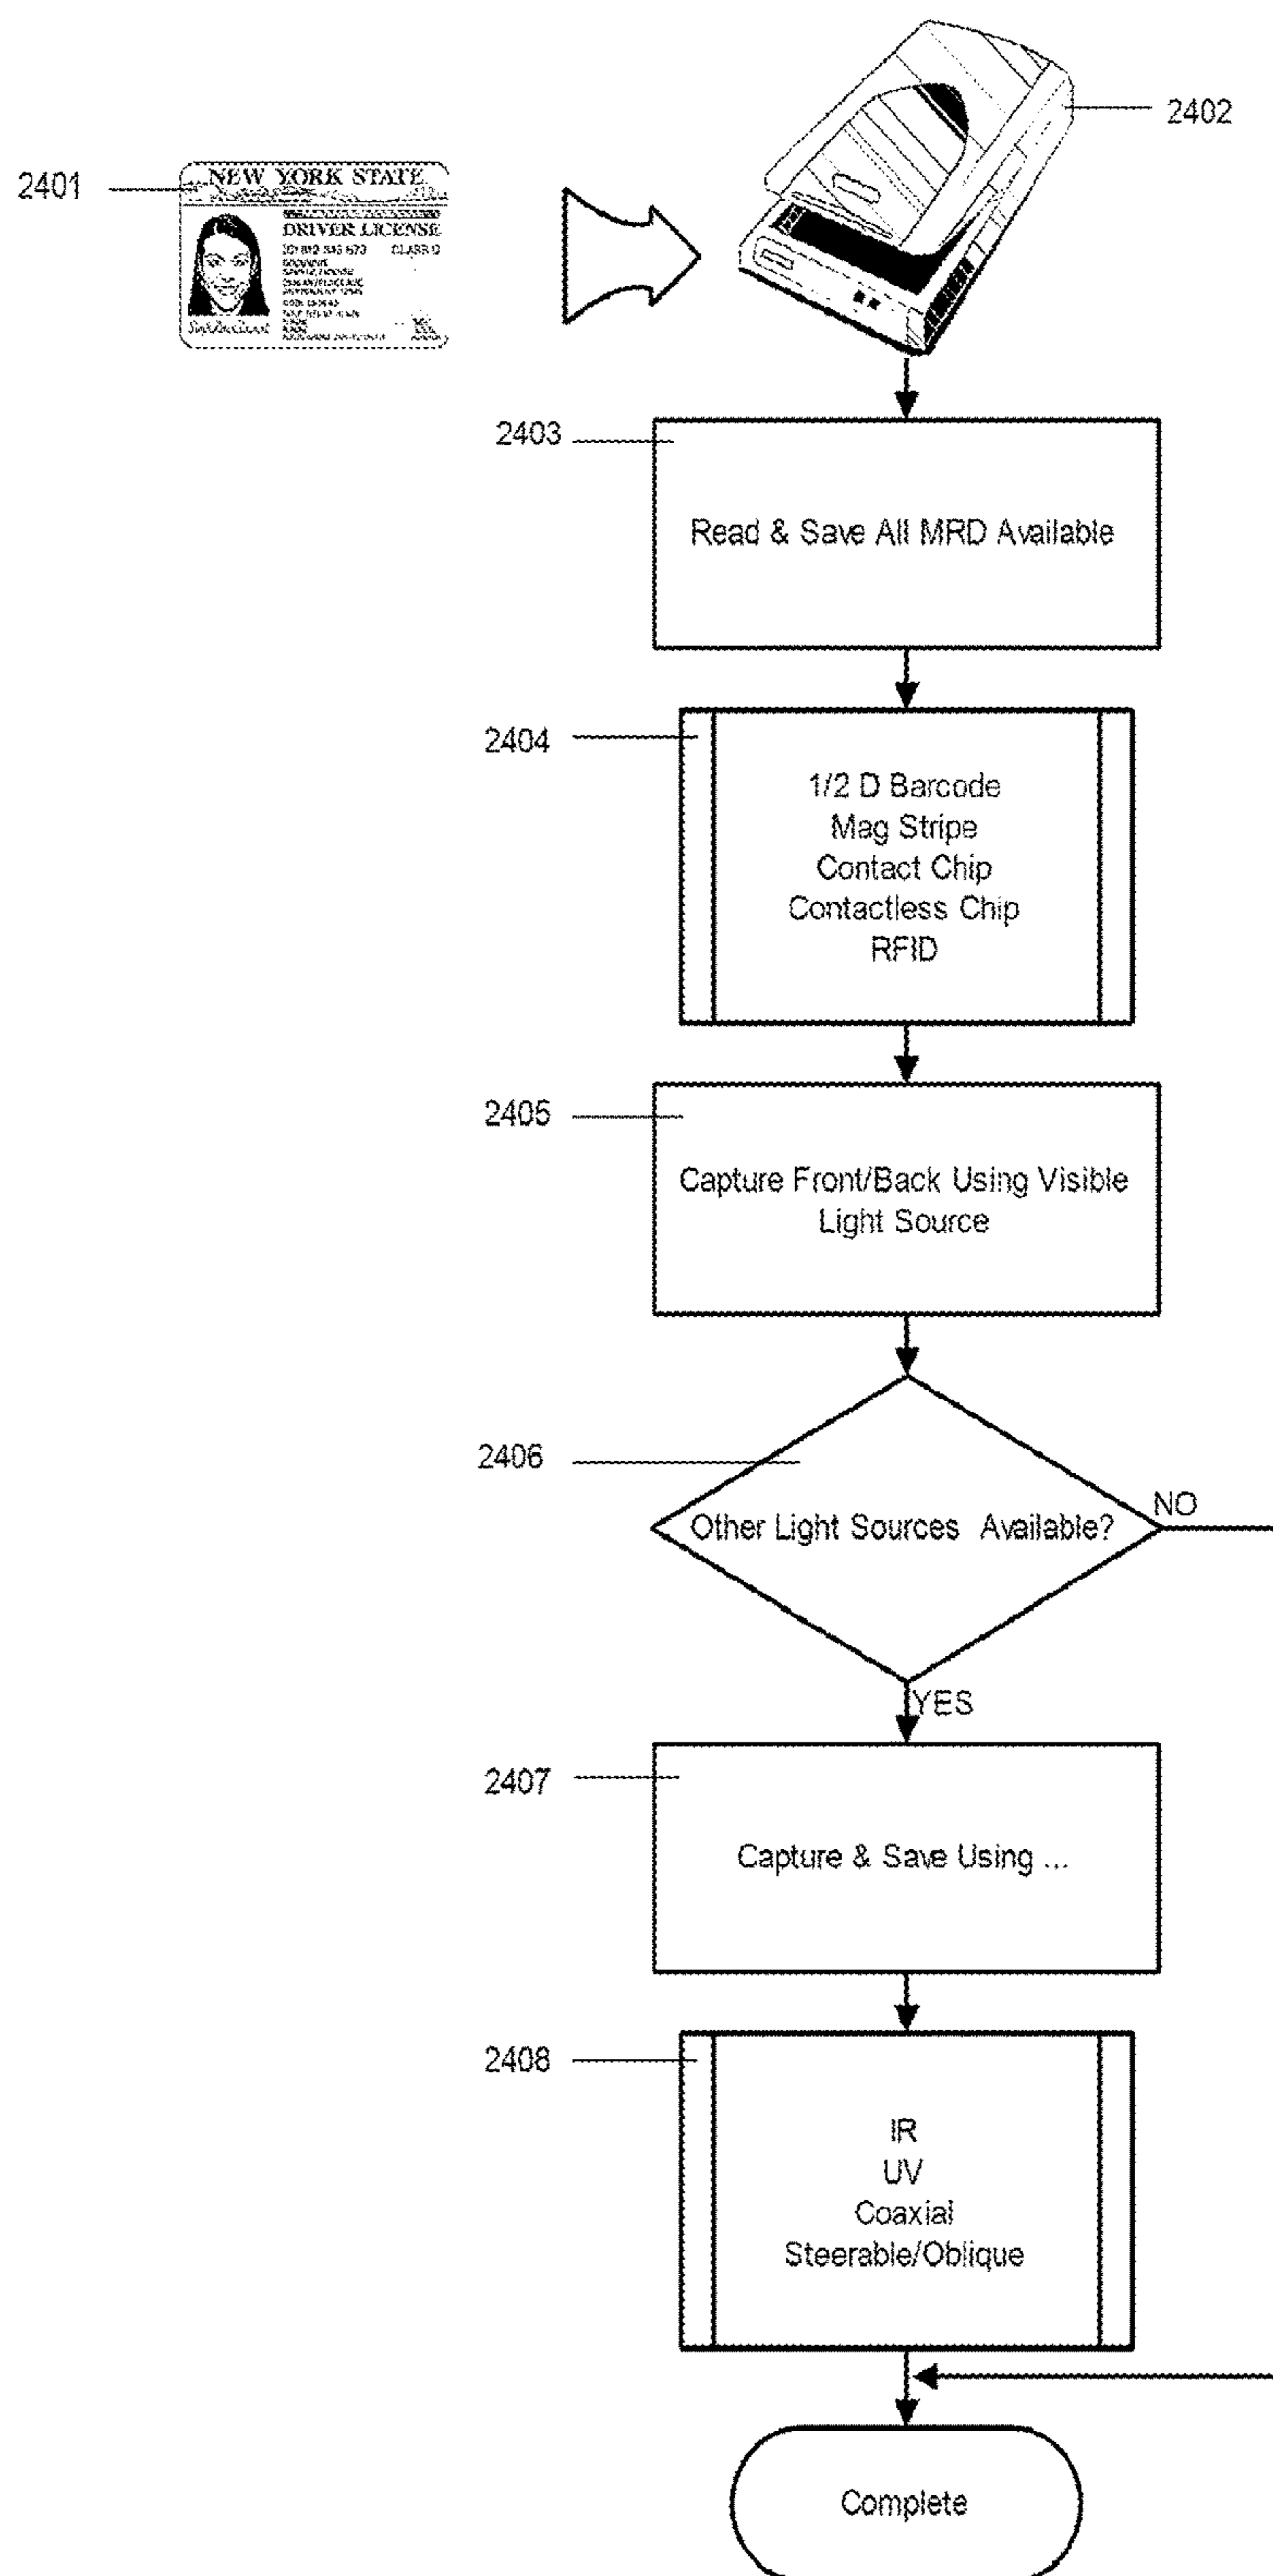 2402
2401
NEW YORK STATE
DRIVER LICENSE
2403
Read & Save All MRD Available
2404
1/2 D Barcode
Mag Stripe
Contact Chip
Contactless Chip
RFID
2405
Capture Front/Back Using Visible
Light Source
2406
Other Light Sources Available?
NO
YES
2407
Capture & Save Using ...
2408
IR
UV
Coaxial
Steerable/Oblique
Complete